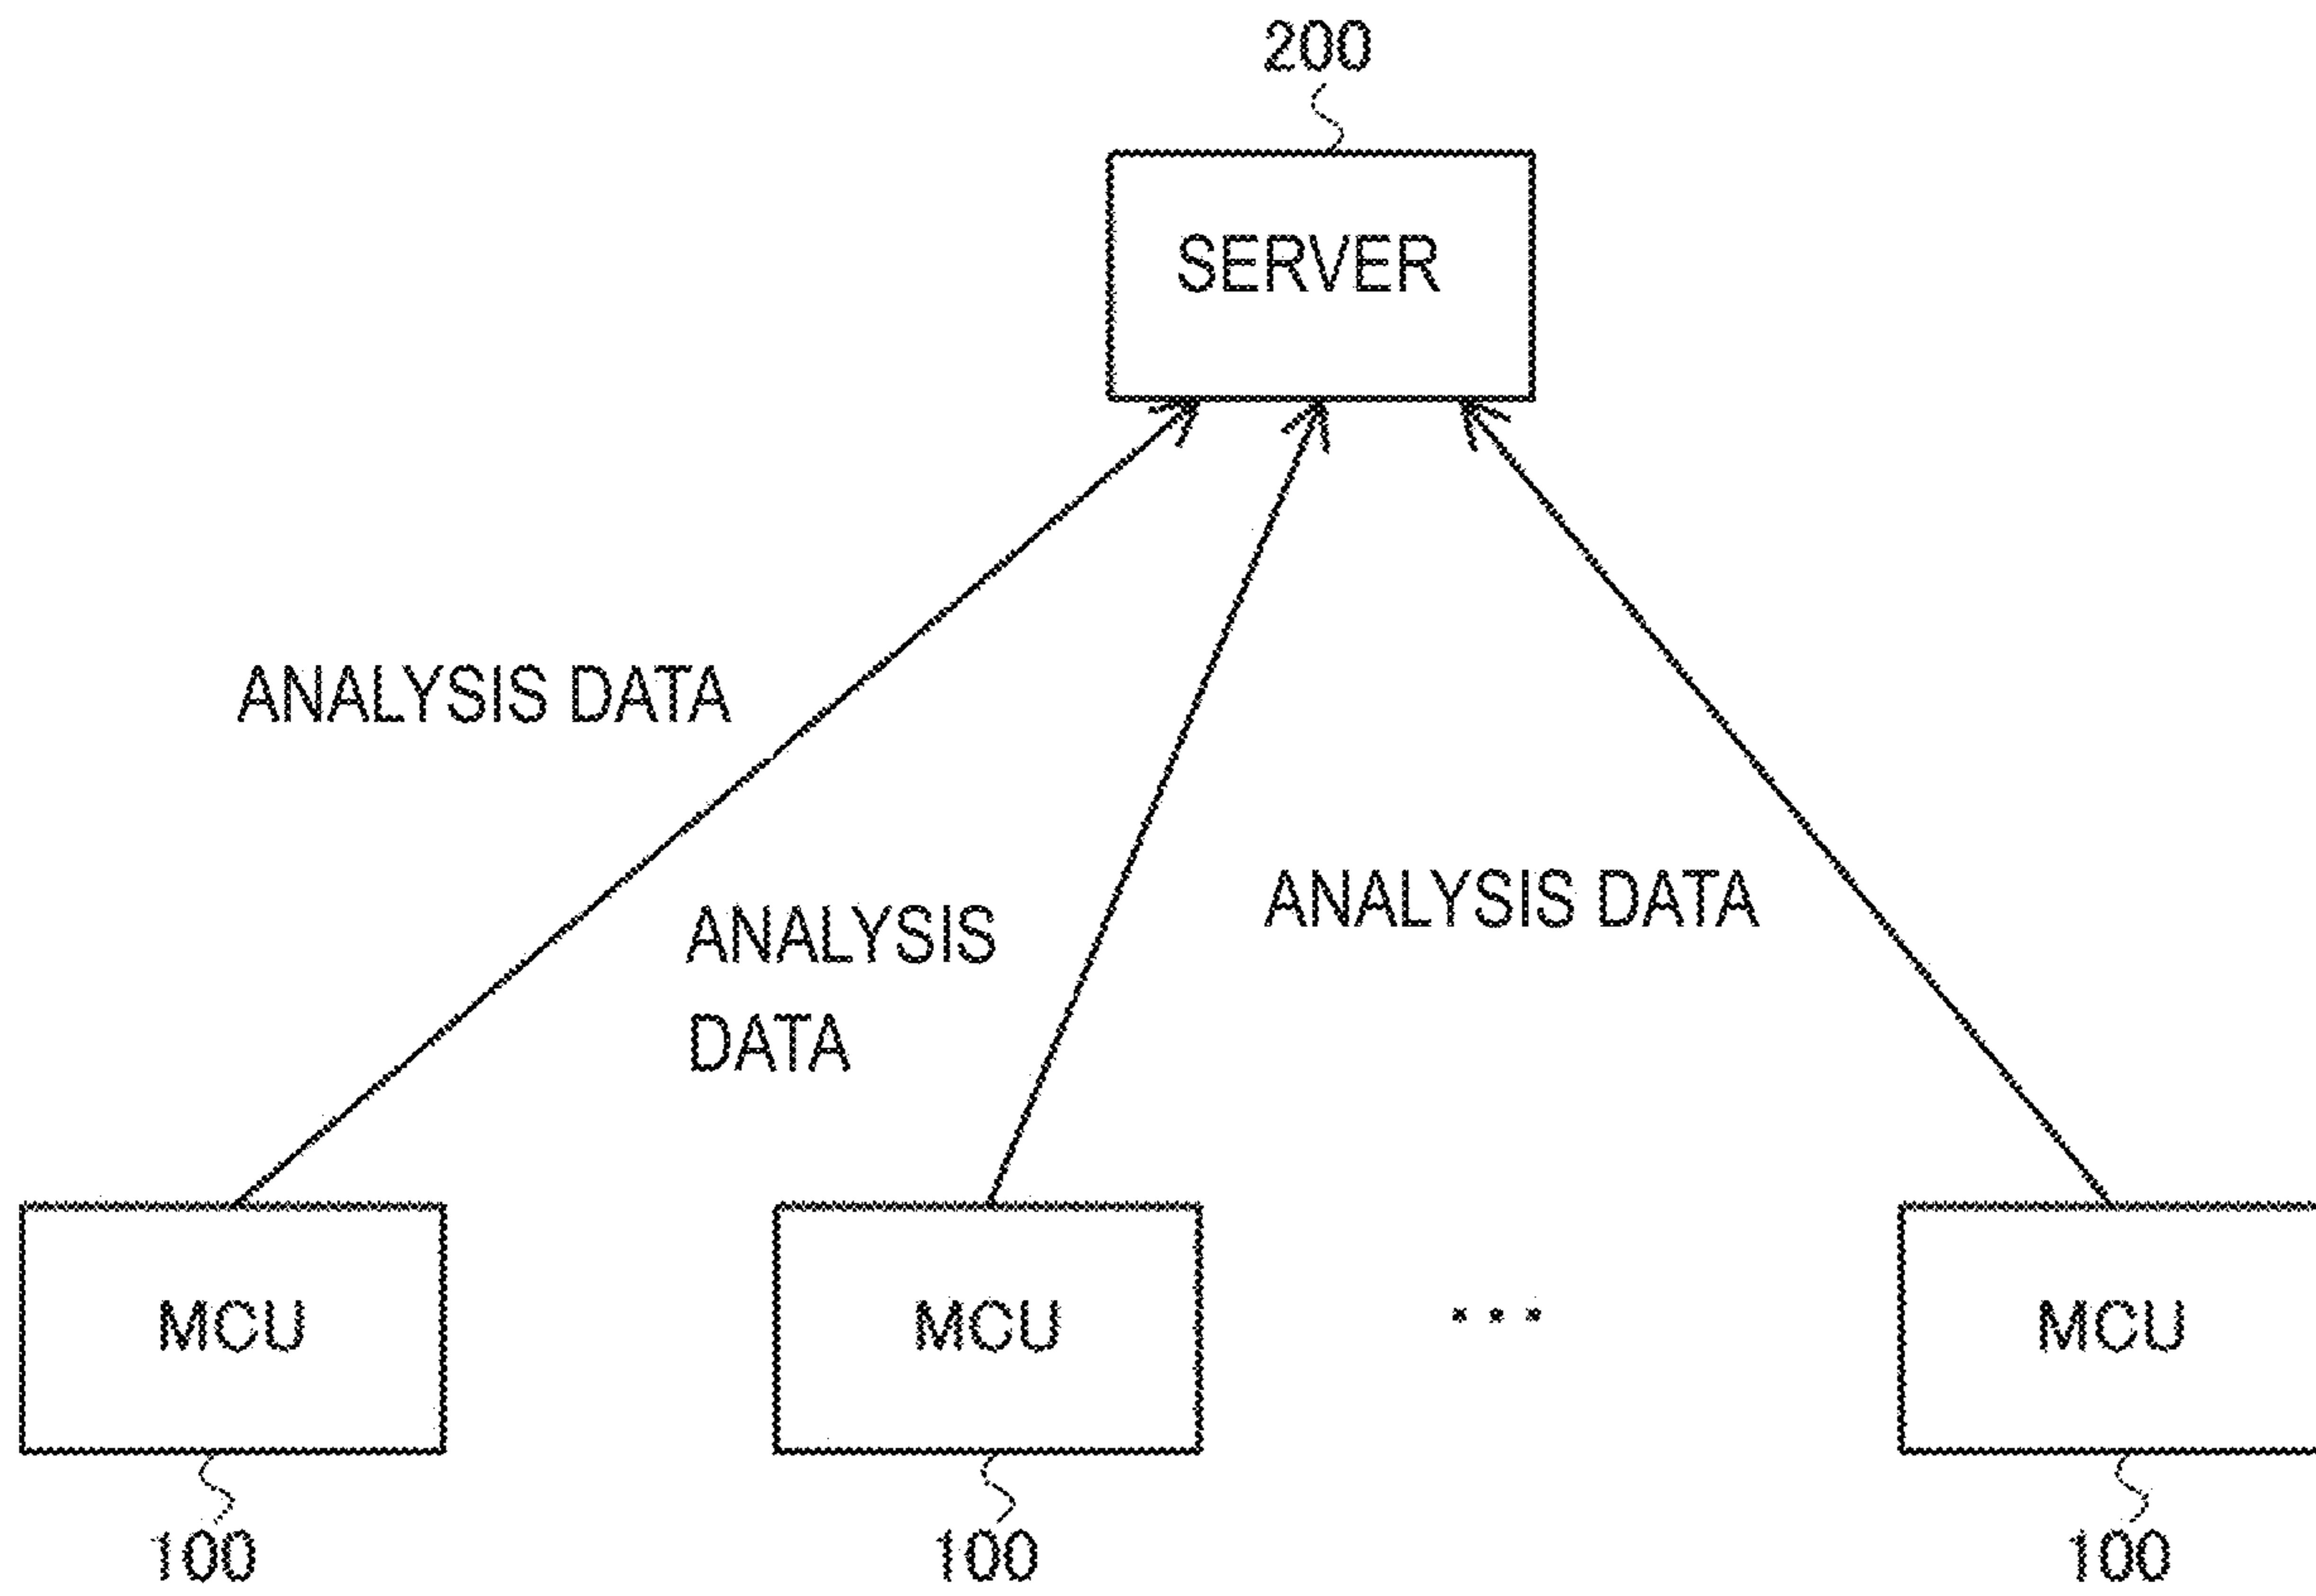 200
SERVER
ANALYSIS DATA
ANALYSIS DATA
ANALYSIS
DATA
MCU
MCU
...
MCU
100
100
100